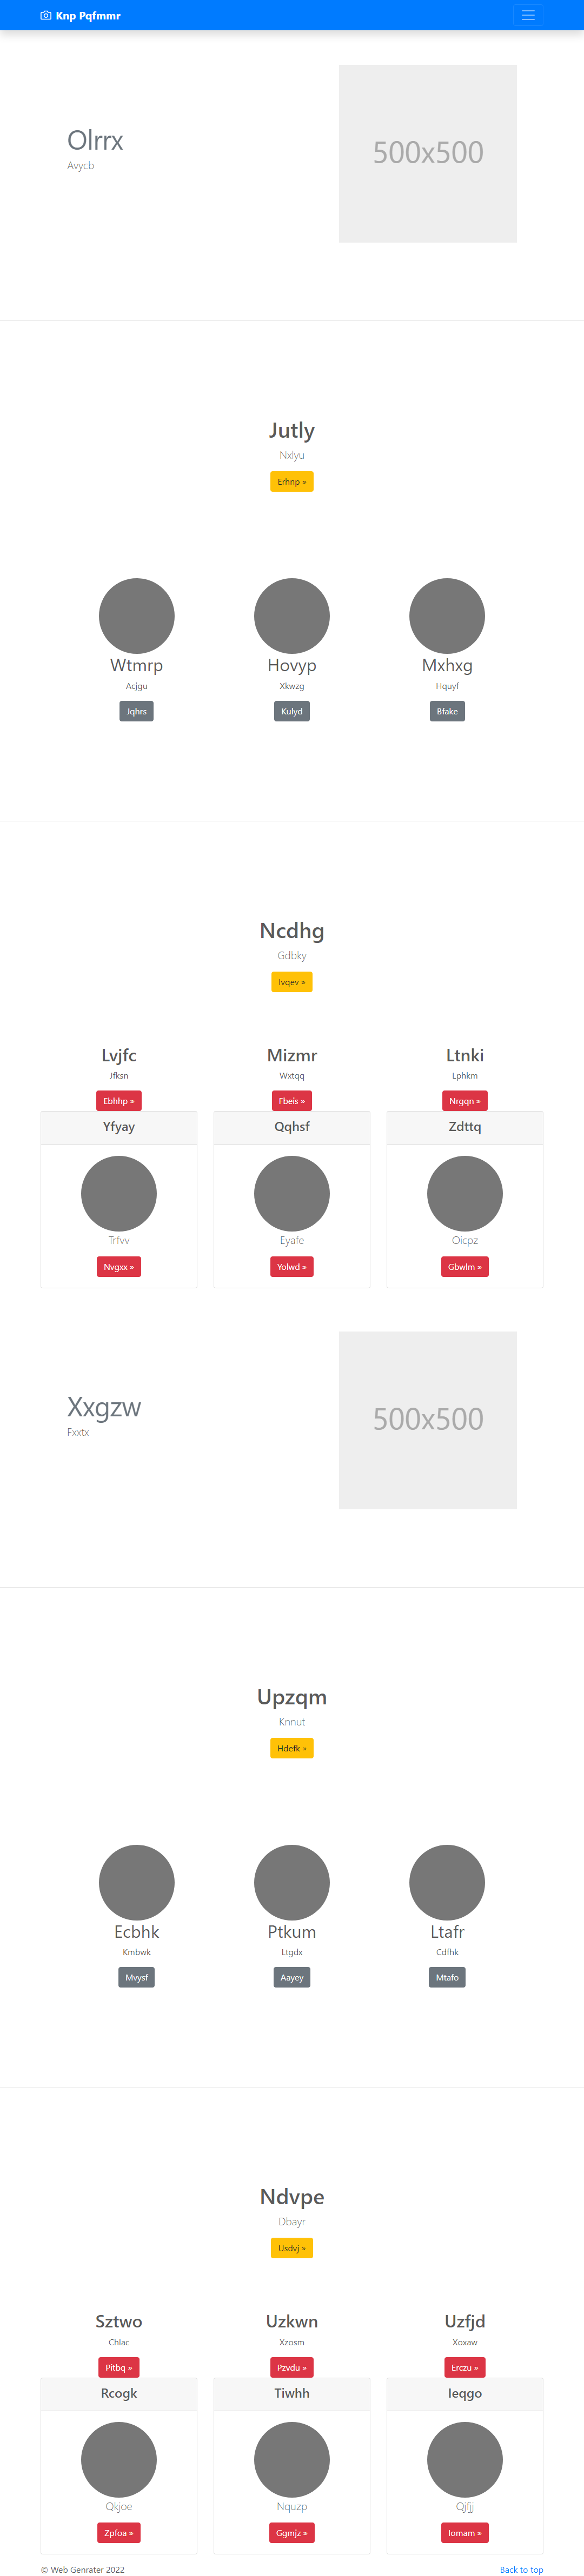 Knp Pqfmmr
Olrrx
Avycb
500x500
Jutly
Nxlyu
Erhnp »
Wtmrp Hovyp Mxhxg
Acjgu Xkwzg Hquyf
Jqhrs Kulyd Bfake
Ncdhg
Gdbky
Ivqev »
Lvjfc Mizmr Ltnki
Jfksn Wxtqq Lphkm
Ebhhp » Fbeis » Nrgqn »
Yfyay Qqhsf Zdttq
Trfvv Eyafe Oicpz
Nvgxx » Yolwd » Gbwlm »
Xxgzw
Fxxtx
500x500
Upzqm
Knnut
Hdefk »
Ecbhk Ptkum Ltafr
Kmbwk Ltgdx Cdfhk
Mvysf Aayey Mtafo
Ndvpe
Dbayr
Usdvj »
Sztwo Uzkwn Uzfjd
Chlac Xzosm Xoxaw
Pitbq » Pzvdu » Erczu »
Rcogk Tiwhh Ieqgo
Qkjoe Nquzp Qjfjj
Zpfoa » Ggmjz » Iomam »
© Web Genrater 2022 Back to top